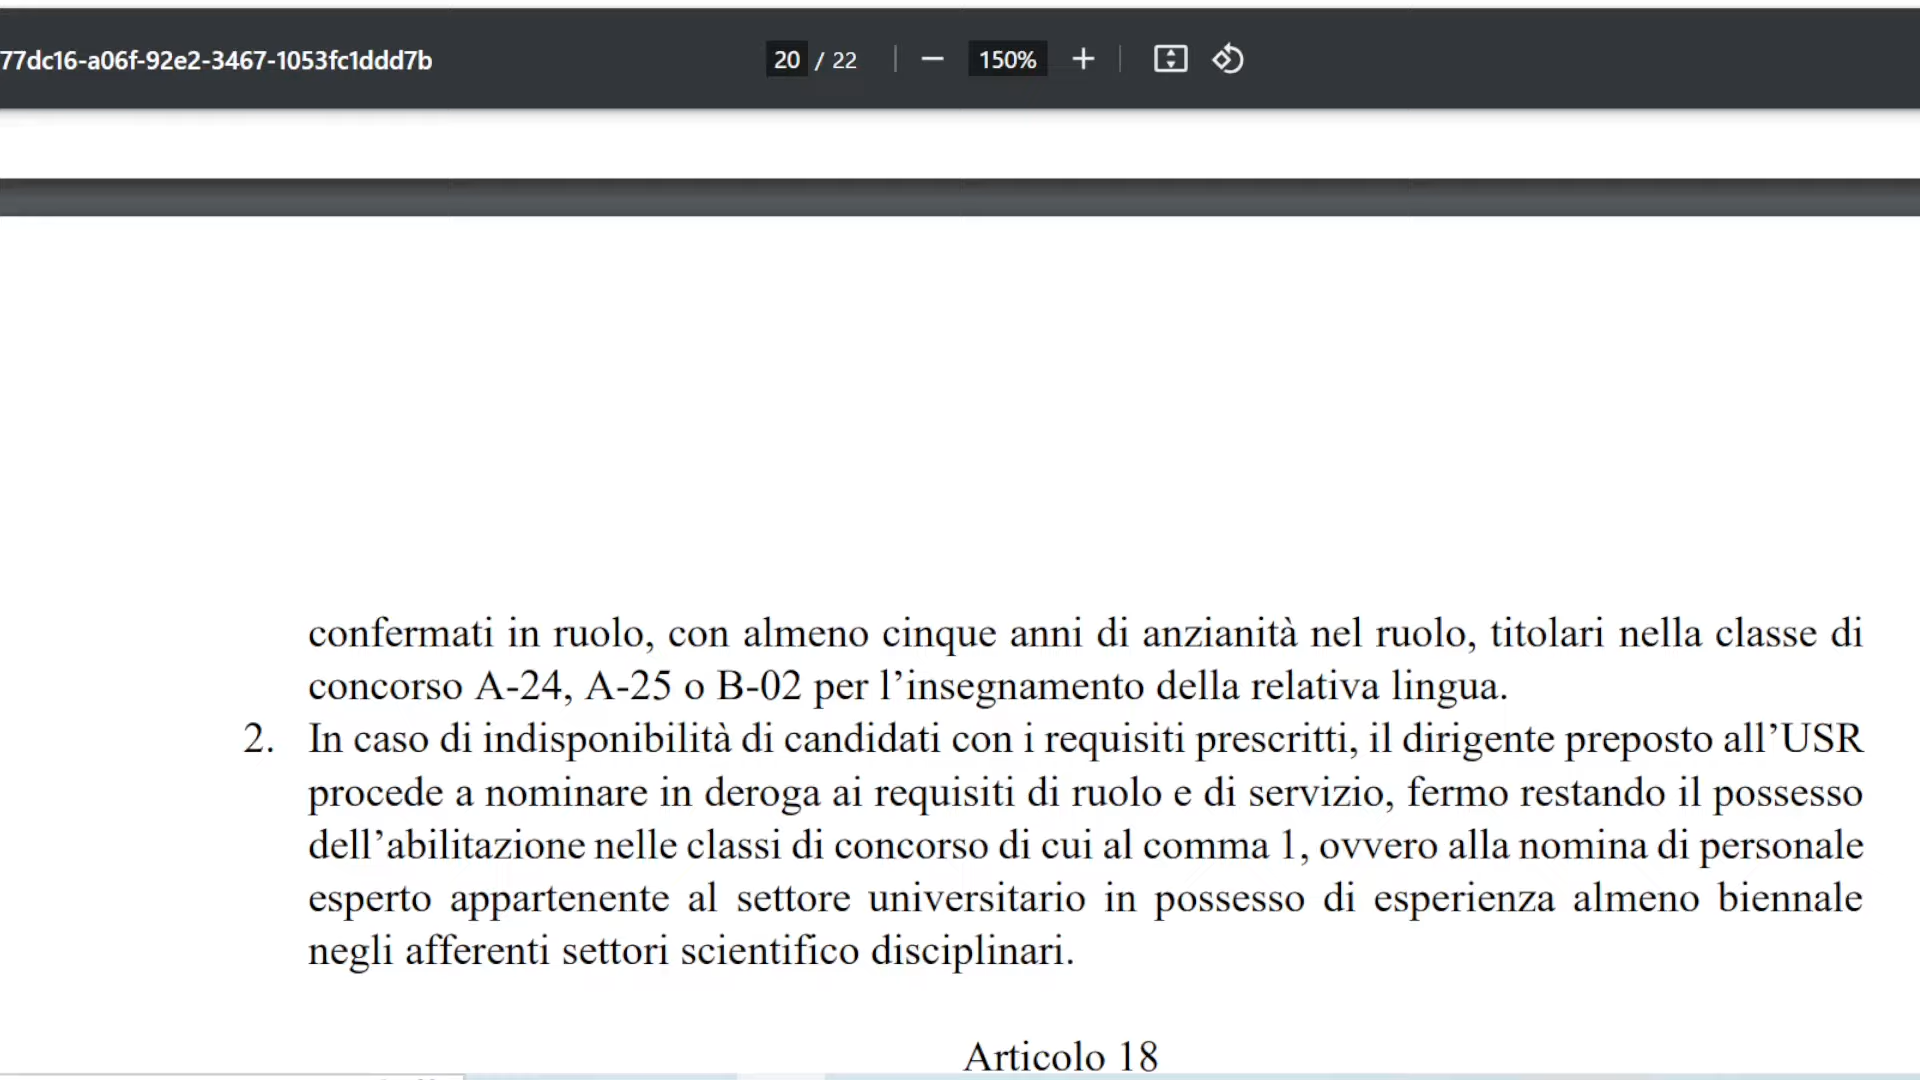 77dc16-a06f-92e2-3467-1053fc1ddd7b
20 / 22
150%
confermati in ruolo, con almeno cinque anni di anzianità nel ruolo, titolari nella classe di
concorso A-24, A-25 o B-02 per l’insegnamento della relativa lingua.
2. In caso di indisponibilità di candidati con i requisiti prescritti, il dirigente preposto all’USR
procede a nominare in deroga ai requisiti di ruolo e di servizio, fermo restando il possesso
dell’abilitazione nelle classi di concorso di cui al comma 1, ovvero alla nomina di personale
esperto appartenente al settore universitario in possesso di esperienza almeno biennale
negli afferenti settori scientifico disciplinari.
Articolo 18